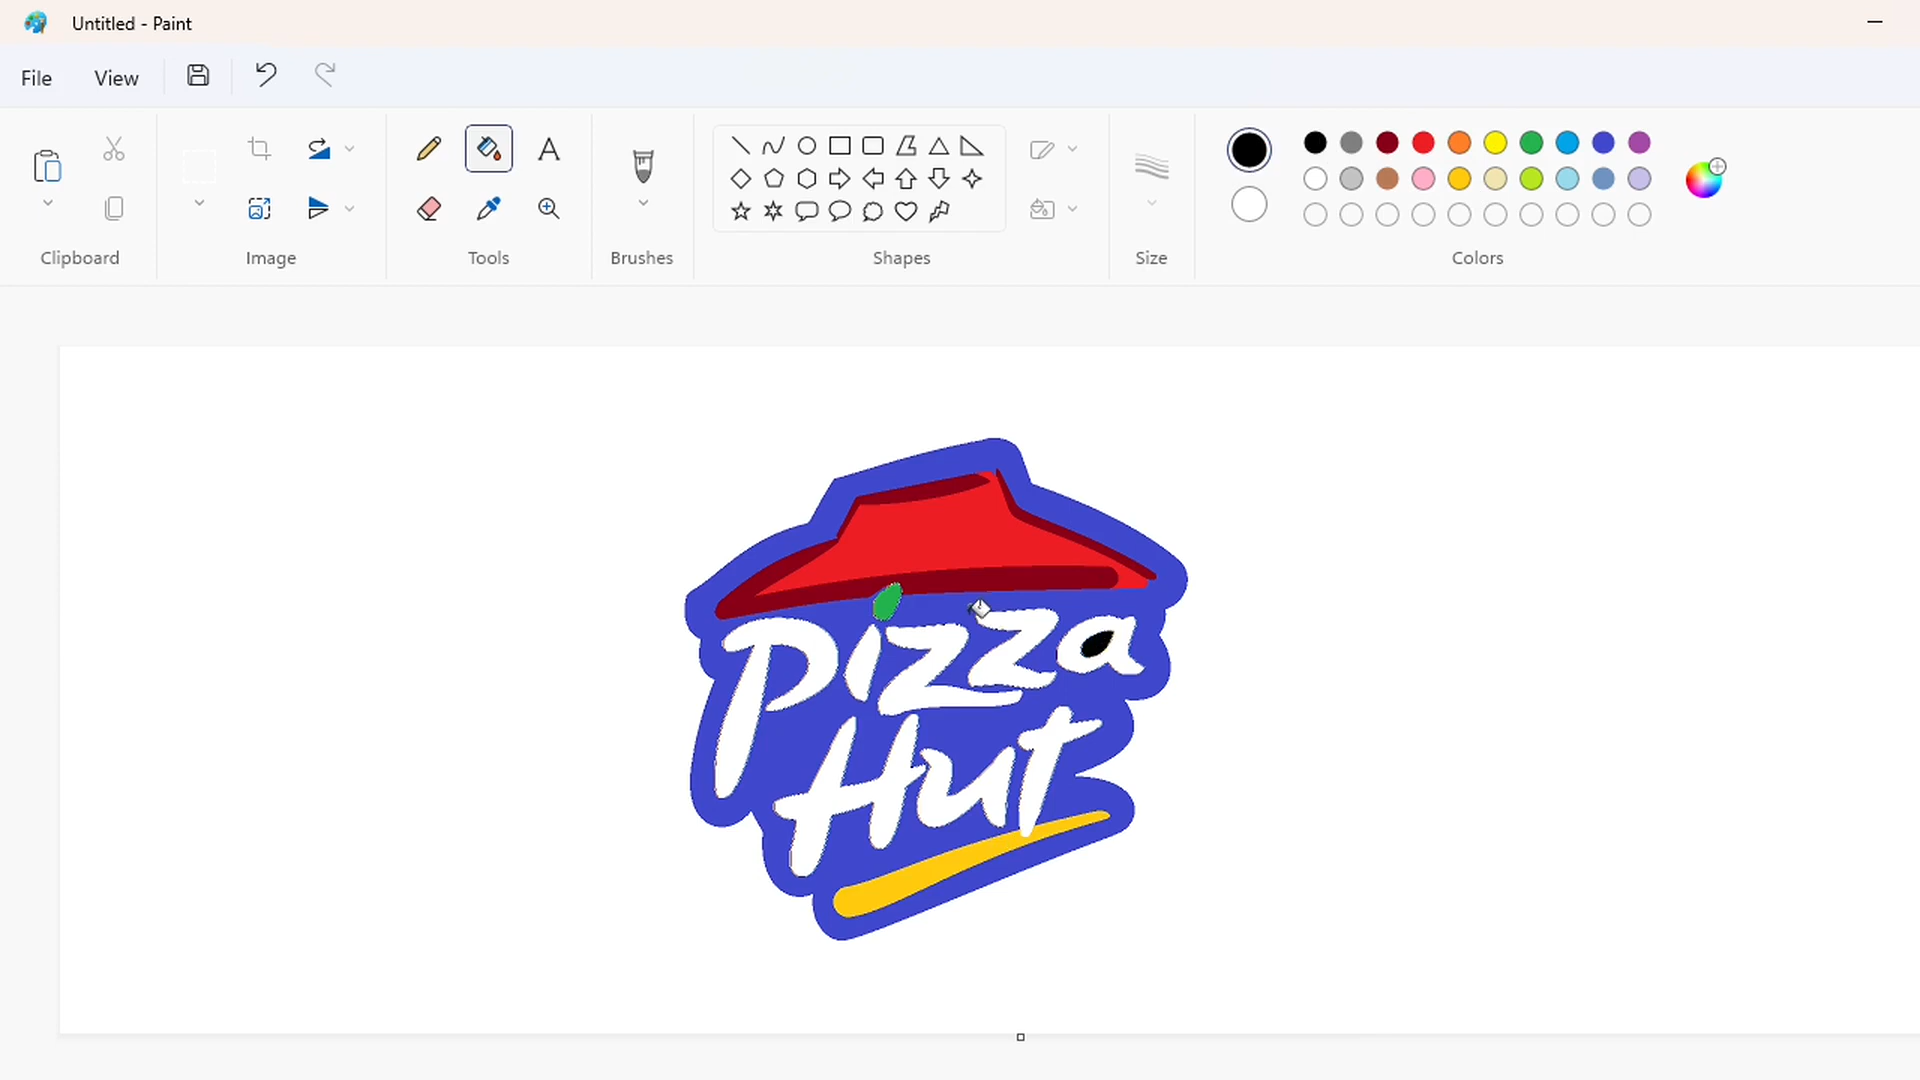 Untitled - Paint
File View
Clipboard Image Tools Brushes Shapes Size Colors
Pizza
Hut